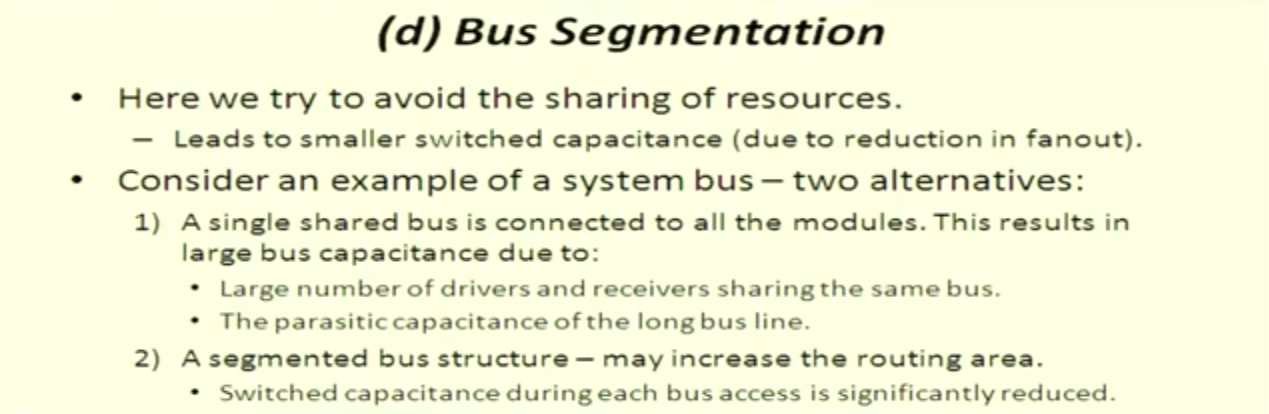 (d) Bus Segmentation
• Here we try to avoid the sharing of resources.
– Leads to smaller switched capacitance (due to reduction in fanout).
• Consider an example of a system bus – two alternatives:
1) A single shared bus is connected to all the modules. This results in
large bus capacitance due to:
• Large number of drivers and receivers sharing the same bus.
• The parasitic capacitance of the long bus line.
2) A segmented bus structure – may increase the routing area.
• Switched capacitance during each bus access is significantly reduced.